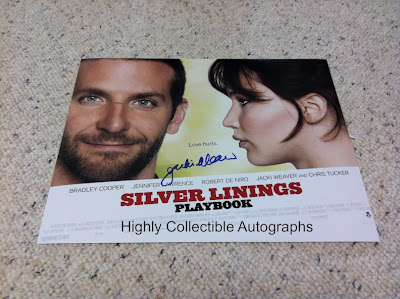 Love hurts.
BRADLEY COOPER JENNIFER LAWRENCE ROBERT DE NIRO JACKI WEAVER AND CHRIS TUCKER
SILVER LININGS
PLAYBOOK
Highly Collectible Autographs